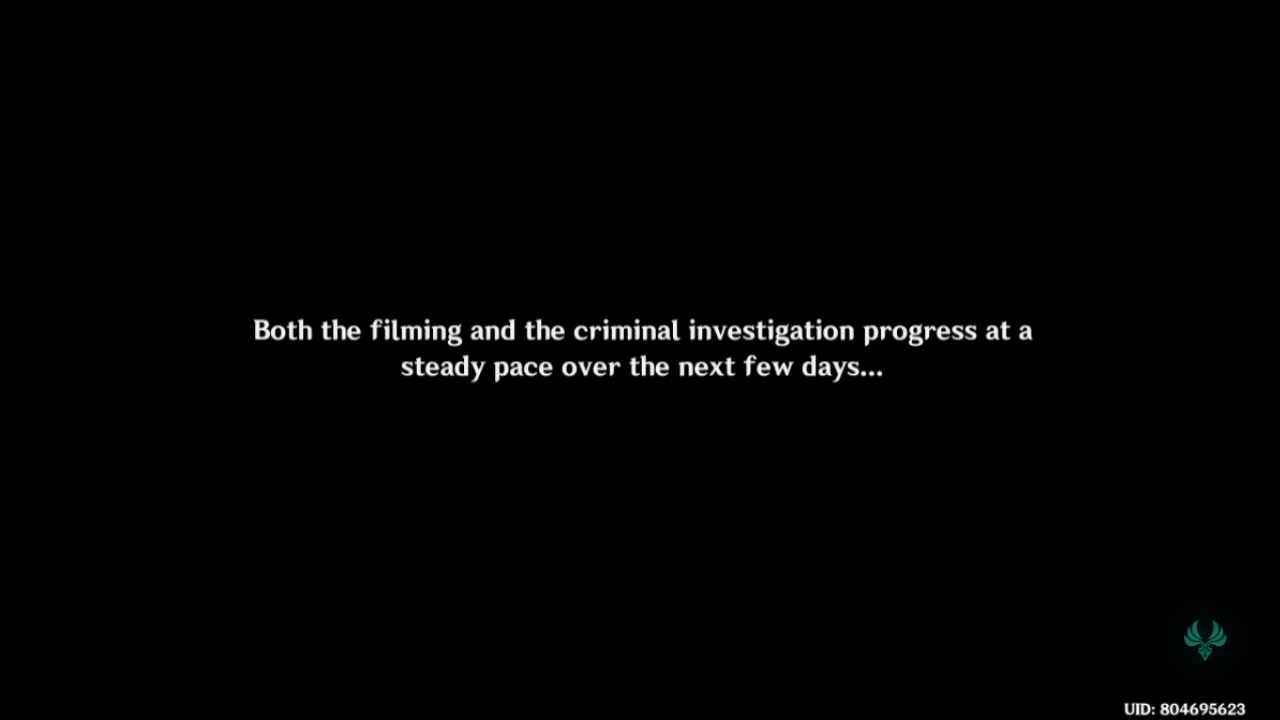 Both the filming and the criminal investigation progress at a
steady pace over the next few days...
UID: 804695623